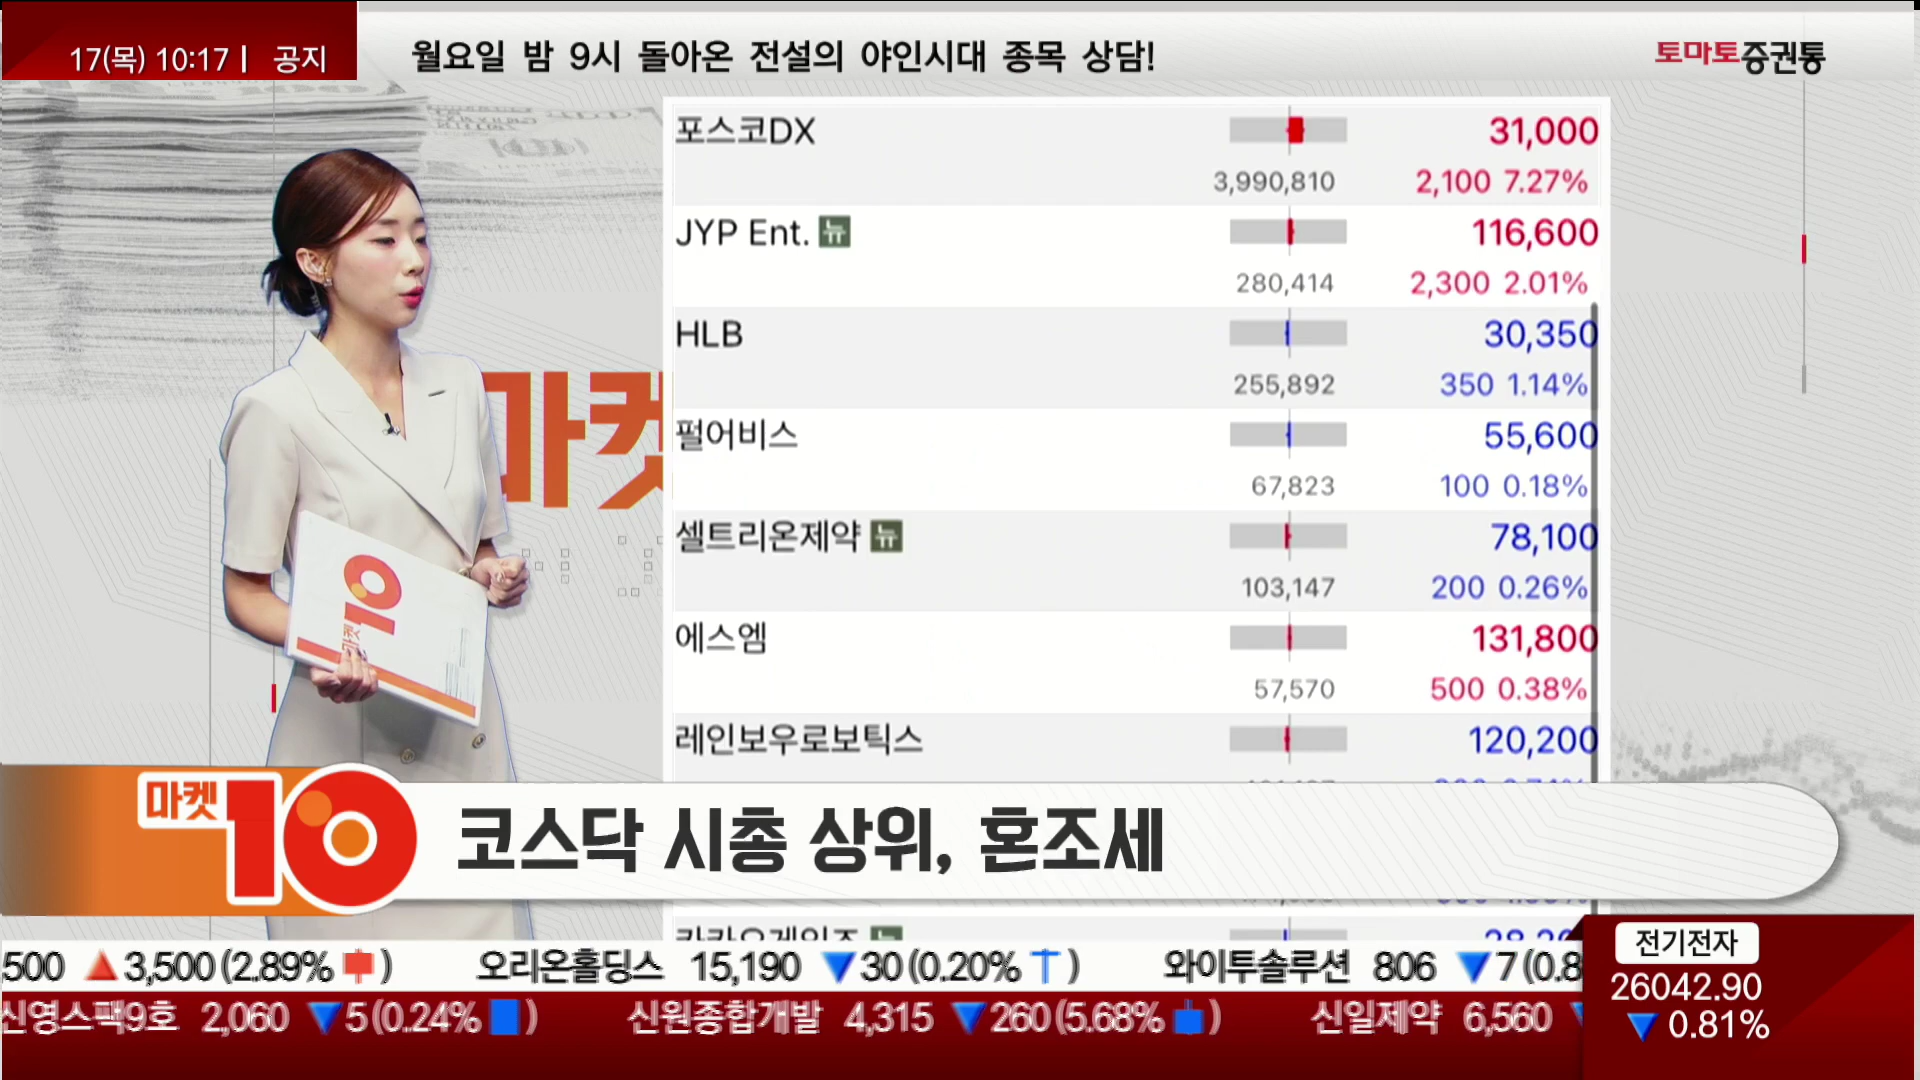 17(목) 10:17 | 공지
월요일 밤 9시 돌아온 전설의 야인시대 종목 상담!
토마토증권통
포스코DX 31,000
3,990,810 2,100 7.27%
JYP Ent. 뉴 116,600
280,414 2,300 2.01%
HLB 30,350
255,892 350 1.14%
펄어비스 55,600
67,823 100 0.18%
셀트리온제약 뉴 78,100
103,147 200 0.26%
에스엠 131,800
57,570 500 0.38%
레인보우로보틱스 120,200
마켓
10
마켓
마켓 10
코스닥 시총 상위, 혼조세
500 ▲3,500(2.89%) 오리온홀딩스 15,190 ▼30(0.20%) 와이투솔루션 806 ▼7(0.8
신영스팩9호 2,060 ▼5(0.24%) 신원종합개발 4,315 ▼260(5.68%) 신일제약 6,560 ▼
전기전자
26042.90
▼0.81%